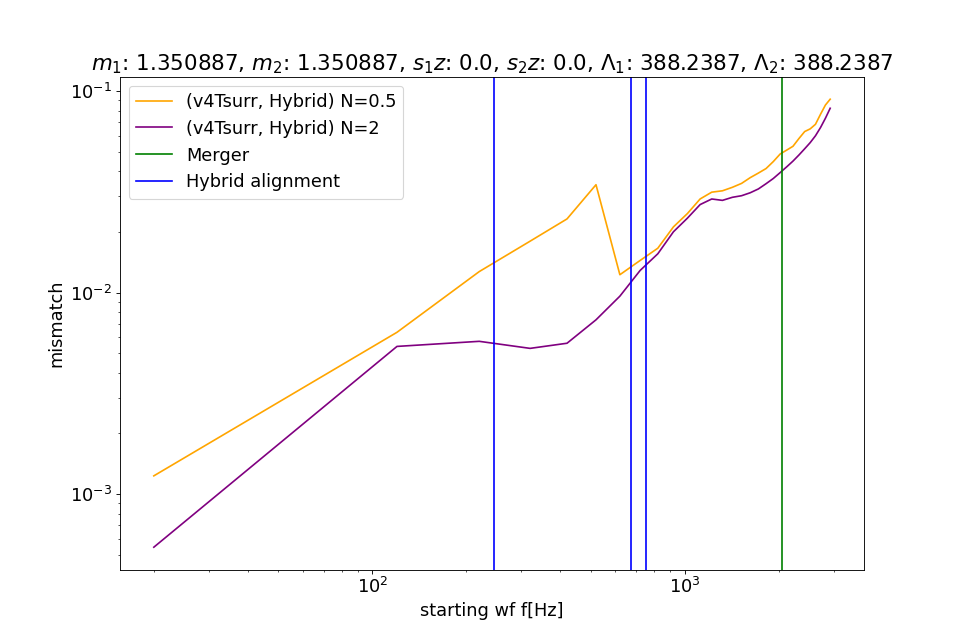 m₁: 1.350887, m₂: 1.350887, s₁z: 0.0, s₂z: 0.0, Λ₁: 388.2387, Λ₂: 388.2387
(v4Tsurr, Hybrid) N=0.5
(v4Tsurr, Hybrid) N=2
Merger
Hybrid alignment
10⁻¹
10⁻²
10⁻³
mismatch
10² 10³
starting wf f[Hz]